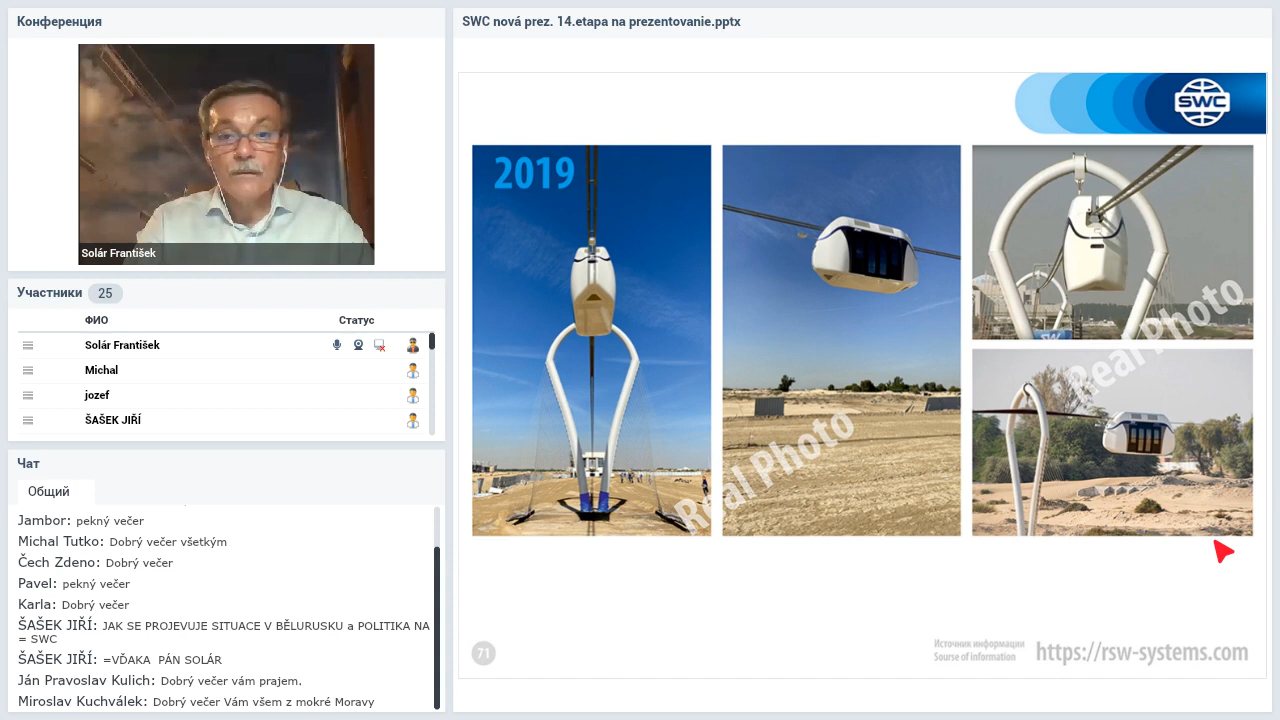 Конференция
Solár František
Участники 25
ФИО Статус
Solár František
Michal
jozef
ŠAŠEK JIŘÍ
Чат
Общий
Jambor: pekný večer
Michal Tutko: Dobrý večer všetkým
Čech Zdeno: Dobrý večer
Pavel: pekný večer
Karla: Dobrý večer
ŠAŠEK JIŘÍ: JAK SE PROJEVUJE SITUACE V BĚLURUSKU a POLITIKA NA
= SWC
ŠAŠEK JIŘÍ: =VĎAKA PÁN SOLÁR
Ján Pravoslav Kulich: Dobrý večer vám prajem.
Miroslav Kuchválek: Dobrý večer Vám všem z mokré Moravy
SWC nová prez. 14.etapa na prezentovanie.pptx
SWC
2019
Real Photo
Real Photo
Real Photo
71
Источник информации
Sourse of information
https://rsw-systems.com